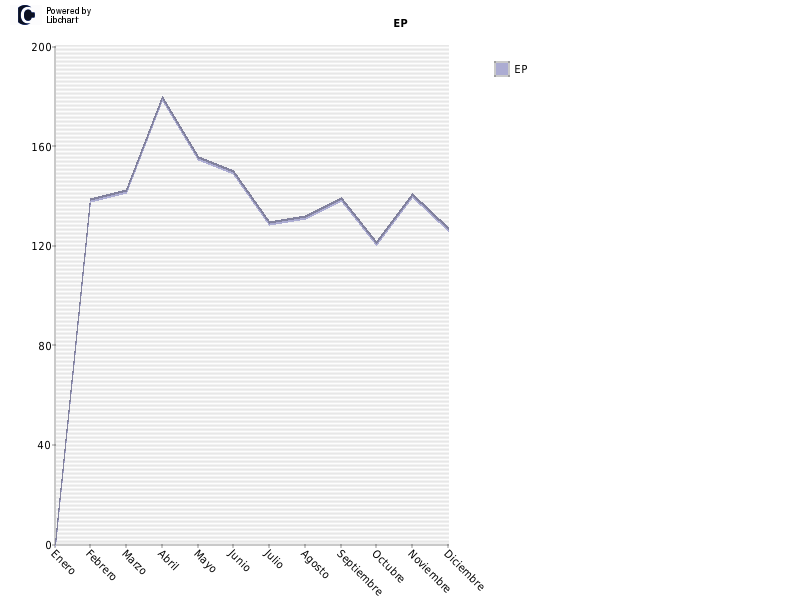 Powered by
Libchart
EP
200
160
120
80
40
0
EP
Enero
Febrero
Marzo
Abril
Mayo
Junio
Julio
Agosto
Septiembre
Octubre
Noviembre
Diciembre